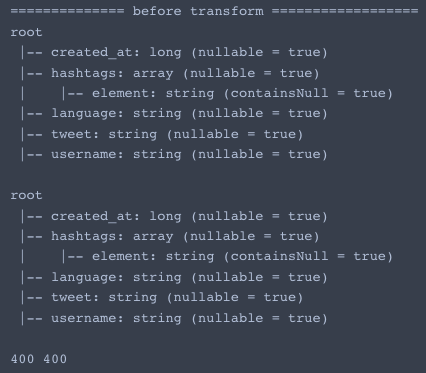 ============== before transform ==================
root
 |-- created_at: long (nullable = true)
 |-- hashtags: array (nullable = true)
 |    |-- element: string (containsNull = true)
 |-- language: string (nullable = true)
 |-- tweet: string (nullable = true)
 |-- username: string (nullable = true)

root
 |-- created_at: long (nullable = true)
 |-- hashtags: array (nullable = true)
 |    |-- element: string (containsNull = true)
 |-- language: string (nullable = true)
 |-- tweet: string (nullable = true)
 |-- username: string (nullable = true)

400 400